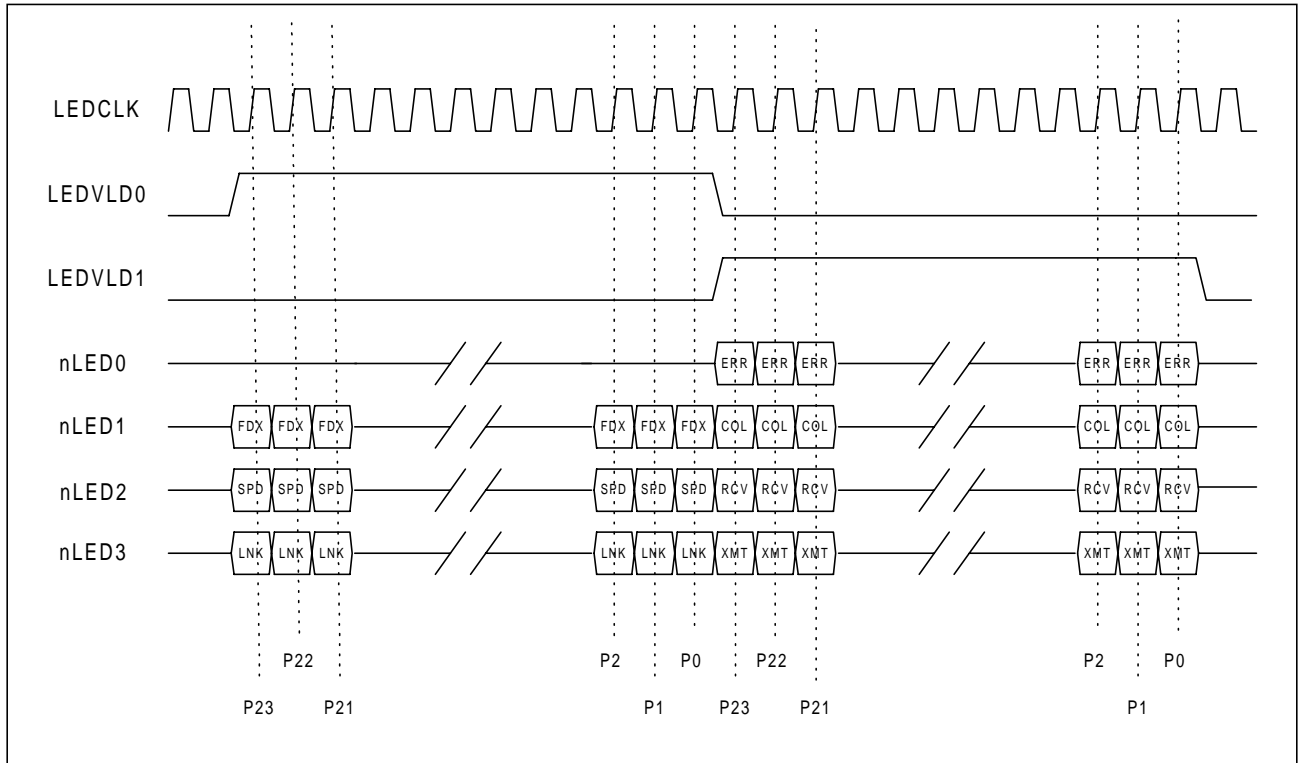 LEDCLK
LEDVLD0
LEDVLD1
nLED0 ERR ERR ERR ERR ERR ERR
nLED1 FDX FDX FDX FDX FDX FDX COL COL COL COL COL COL
nLED2 SPD SPD SPD SPD SPD SPD RCV RCV RCV RCV RCV RCV
nLED3 LNK LNK LNK LNK LNK LNK XMT XMT XMT XMT XMT XMT
P22 P2 P0 P22 P2 P0
P23 P21 P1 P23 P21 P1